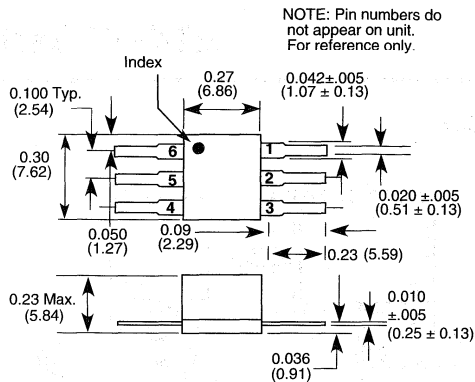 NOTE: Pin numbers do
not appear on unit.
For reference only.
Index
0.27
(6.86)
0.042±.005
(1.07 ± 0.13)
0.100 Typ.
(2.54)
0.30
(7.62)
6
5
4
1
2
3
0.020 ±.005
(0.51 ± 0.13)
0.050
(1.27)
0.09
(2.29)
0.23 (5.59)
0.23 Max.
(5.84)
0.010
±.005
(0.25 ± 0.13)
0.036
(0.91)